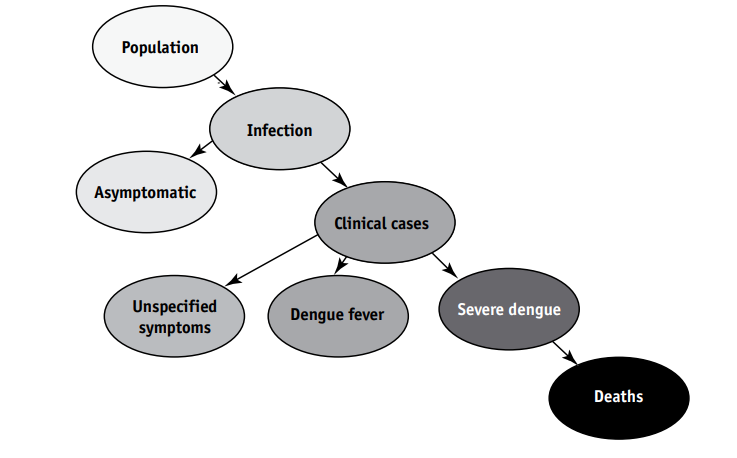 Population
Infection
Asymptomatic
Clinical cases
Unspecified
symptoms
Dengue fever
Severe dengue
Deaths